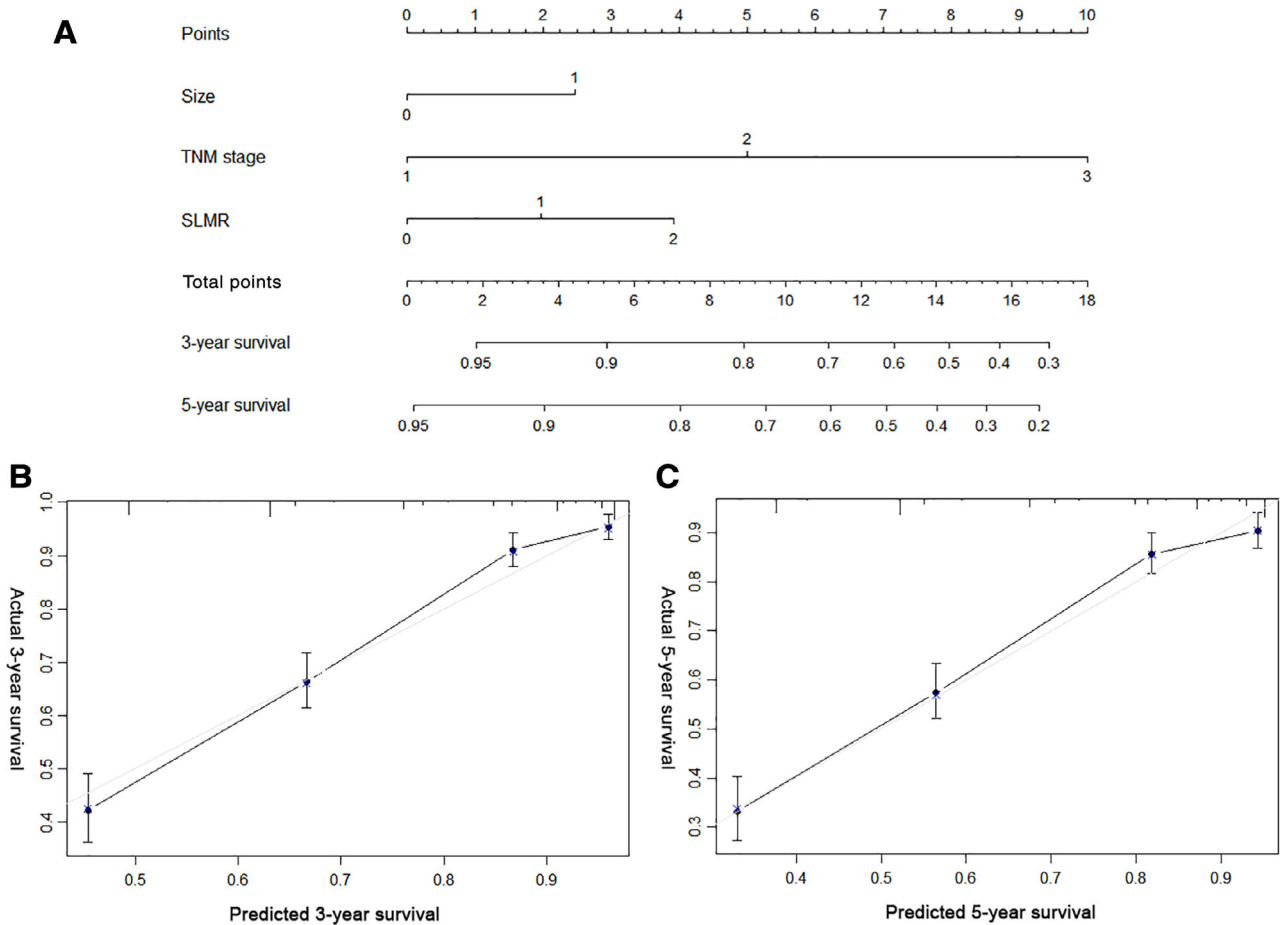 A
Points
0 1 2 3 4 5 6 7 8 9 10
Size
1
0
TNM stage
2
1 3
SLMR
1
0 2
Total points
0 2 4 6 8 10 12 14 16 18
3-year survival
0.95 0.9 0.8 0.7 0.6 0.5 0.4 0.3
5-year survival
0.95 0.9 0.8 0.7 0.6 0.5 0.4 0.3 0.2
B
Actual 3-year survival
1.0
0.9
0.8
0.7
0.6
0.5
0.4
0.5 0.6 0.7 0.8 0.9
Predicted 3-year survival
C
Actual 5-year survival
0.9
0.8
0.7
0.6
0.5
0.4
0.3
0.4 0.5 0.6 0.7 0.8 0.9
Predicted 5-year survival